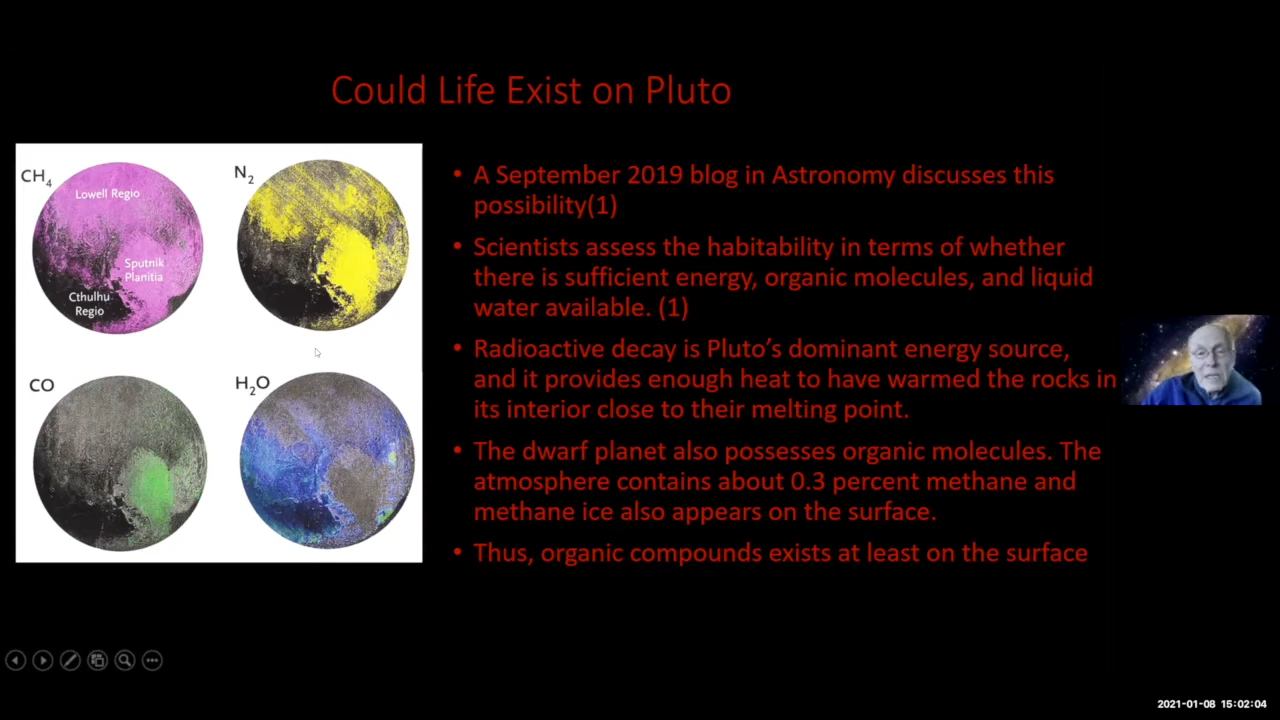 Could Life Exist on Pluto
CH4
Lowell Regio
Sputnik
Planitia
Cthulhu
Regio
N2
CO
H2O
• A September 2019 blog in Astronomy discusses this
possibility(1)
• Scientists assess the habitability in terms of whether
there is sufficient energy, organic molecules, and liquid
water available. (1)
• Radioactive decay is Pluto’s dominant energy source,
and it provides enough heat to have warmed the rocks in
its interior close to their melting point.
• The dwarf planet also possesses organic molecules. The
atmosphere contains about 0.3 percent methane and
methane ice also appears on the surface.
• Thus, organic compounds exists at least on the surface
2021-01-08 15:02:04